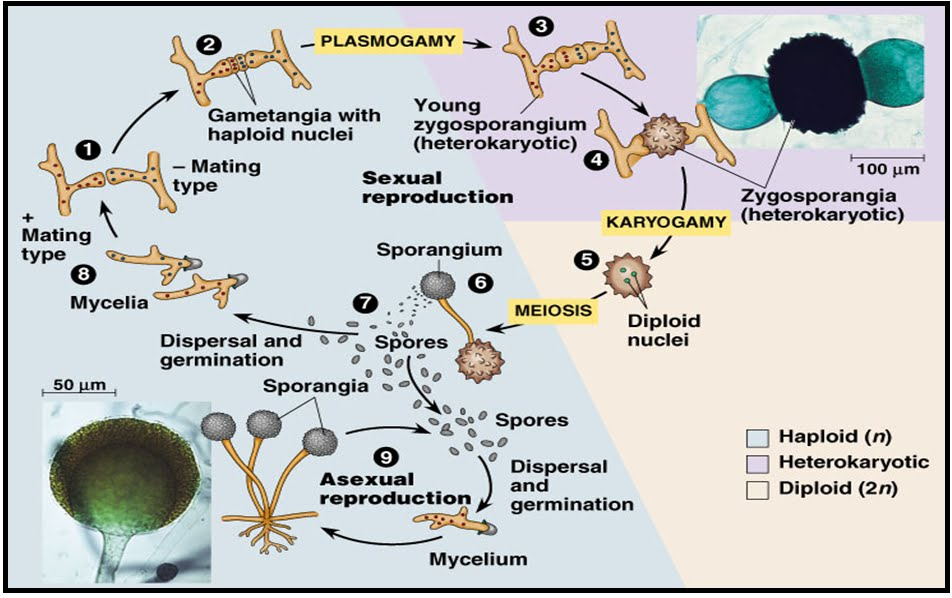 2
PLASMOGAMY
3
Gametangia with
haploid nuclei
Young
zygosporangium
(heterokaryotic)
100 µm
1
– Mating
type
4
Sexual
reproduction
Zygosporangia
(heterokaryotic)
+
Mating
type
KARYOGAMY
8
Mycelia
Sporangium
6
5
7
MEIOSIS
Diploid
nuclei
Dispersal and
germination
Spores
50 µm
Sporangia
Spores
9
Asexual
reproduction
Dispersal
and
germination
Mycelium
Haploid (n)
Heterokaryotic
Diploid (2n)